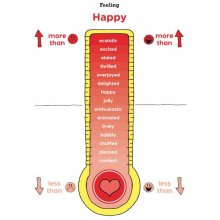 Feeling
Happy
more than
more than
ecstatic
excited
elated
thrilled
overjoyed
delighted
happy
jolly
enthusiastic
animated
lively
bubbly
chuffed
pleased
content
less than
less than